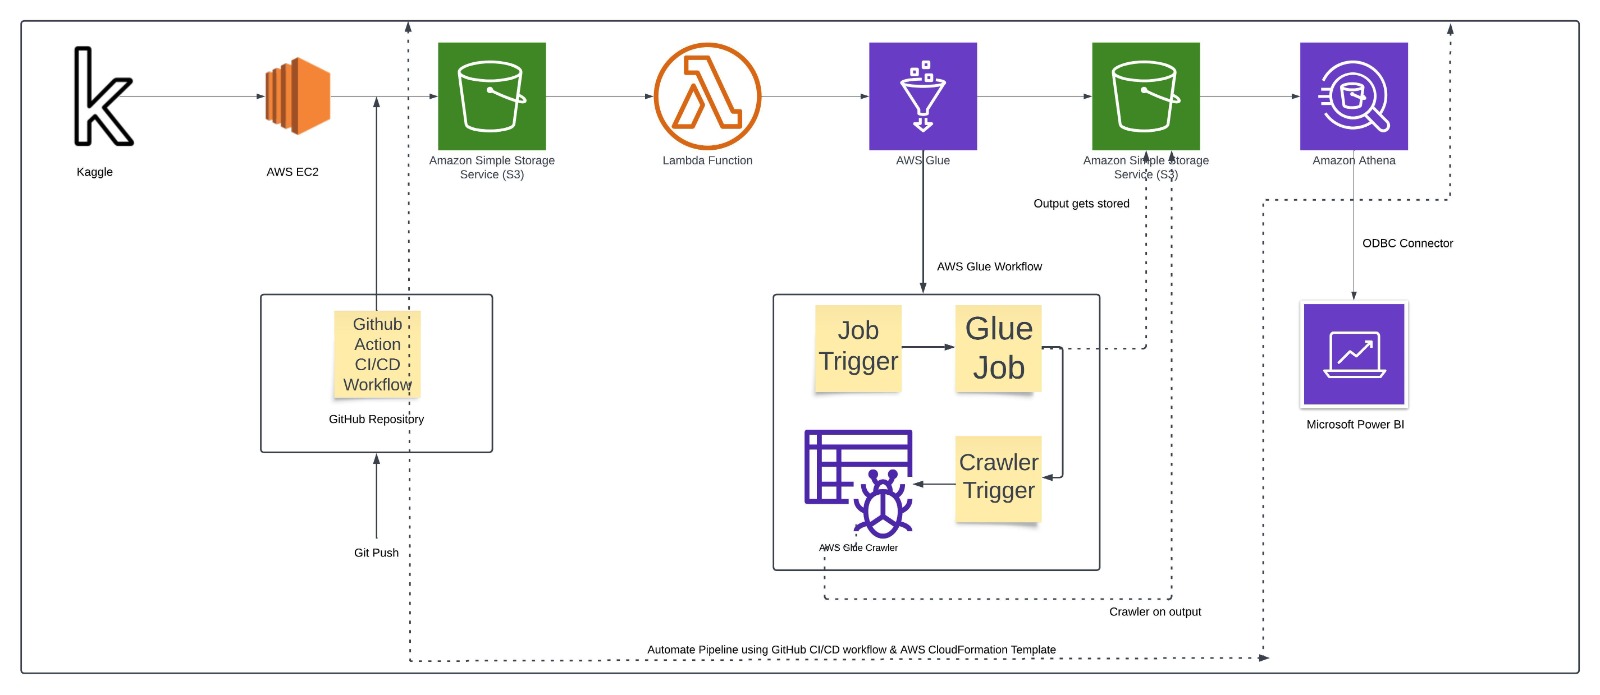 Kaggle
AWS EC2
Amazon Simple Storage
Service (S3)
Lambda Function
AWS Glue
Amazon Simple Storage
Service (S3)
Amazon Athena
Output gets stored
ODBC Connector
AWS Glue Workflow
Github
Action
CI/CD
Workflow
GitHub Repository
Git Push
Job
Trigger
Glue
Job
Crawler
Trigger
AWS Glue Crawler
Microsoft Power BI
Crawler on output
Automate Pipeline using GitHub CI/CD workflow & AWS CloudFormation Template